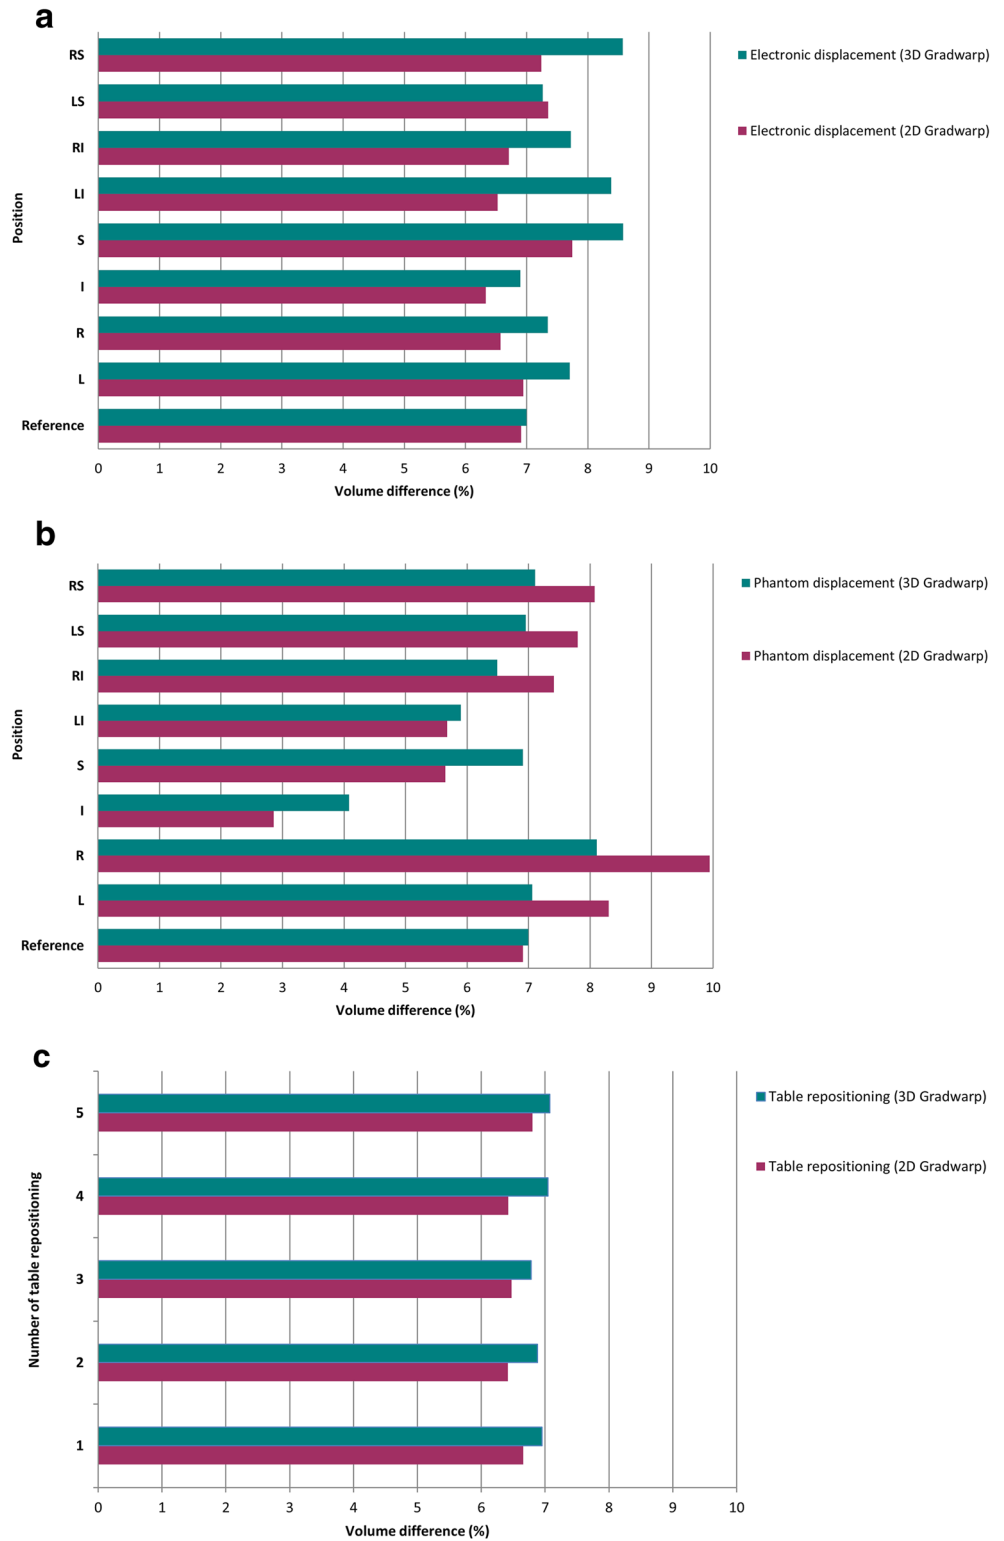 a
RS
LS
RI
LI
S
I
R
L
Reference
Position
0 1 2 3 4 5 6 7 8 9 10
Volume difference (%)
Electronic displacement (3D Gradwarp)
Electronic displacement (2D Gradwarp)
b
RS
LS
RI
LI
S
I
R
L
Reference
Position
0 1 2 3 4 5 6 7 8 9 10
Volume difference (%)
Phantom displacement (3D Gradwarp)
Phantom displacement (2D Gradwarp)
c
5
4
3
2
1
Number of table repositioning
0 1 2 3 4 5 6 7 8 9 10
Volume difference (%)
Table repositioning (3D Gradwarp)
Table repositioning (2D Gradwarp)